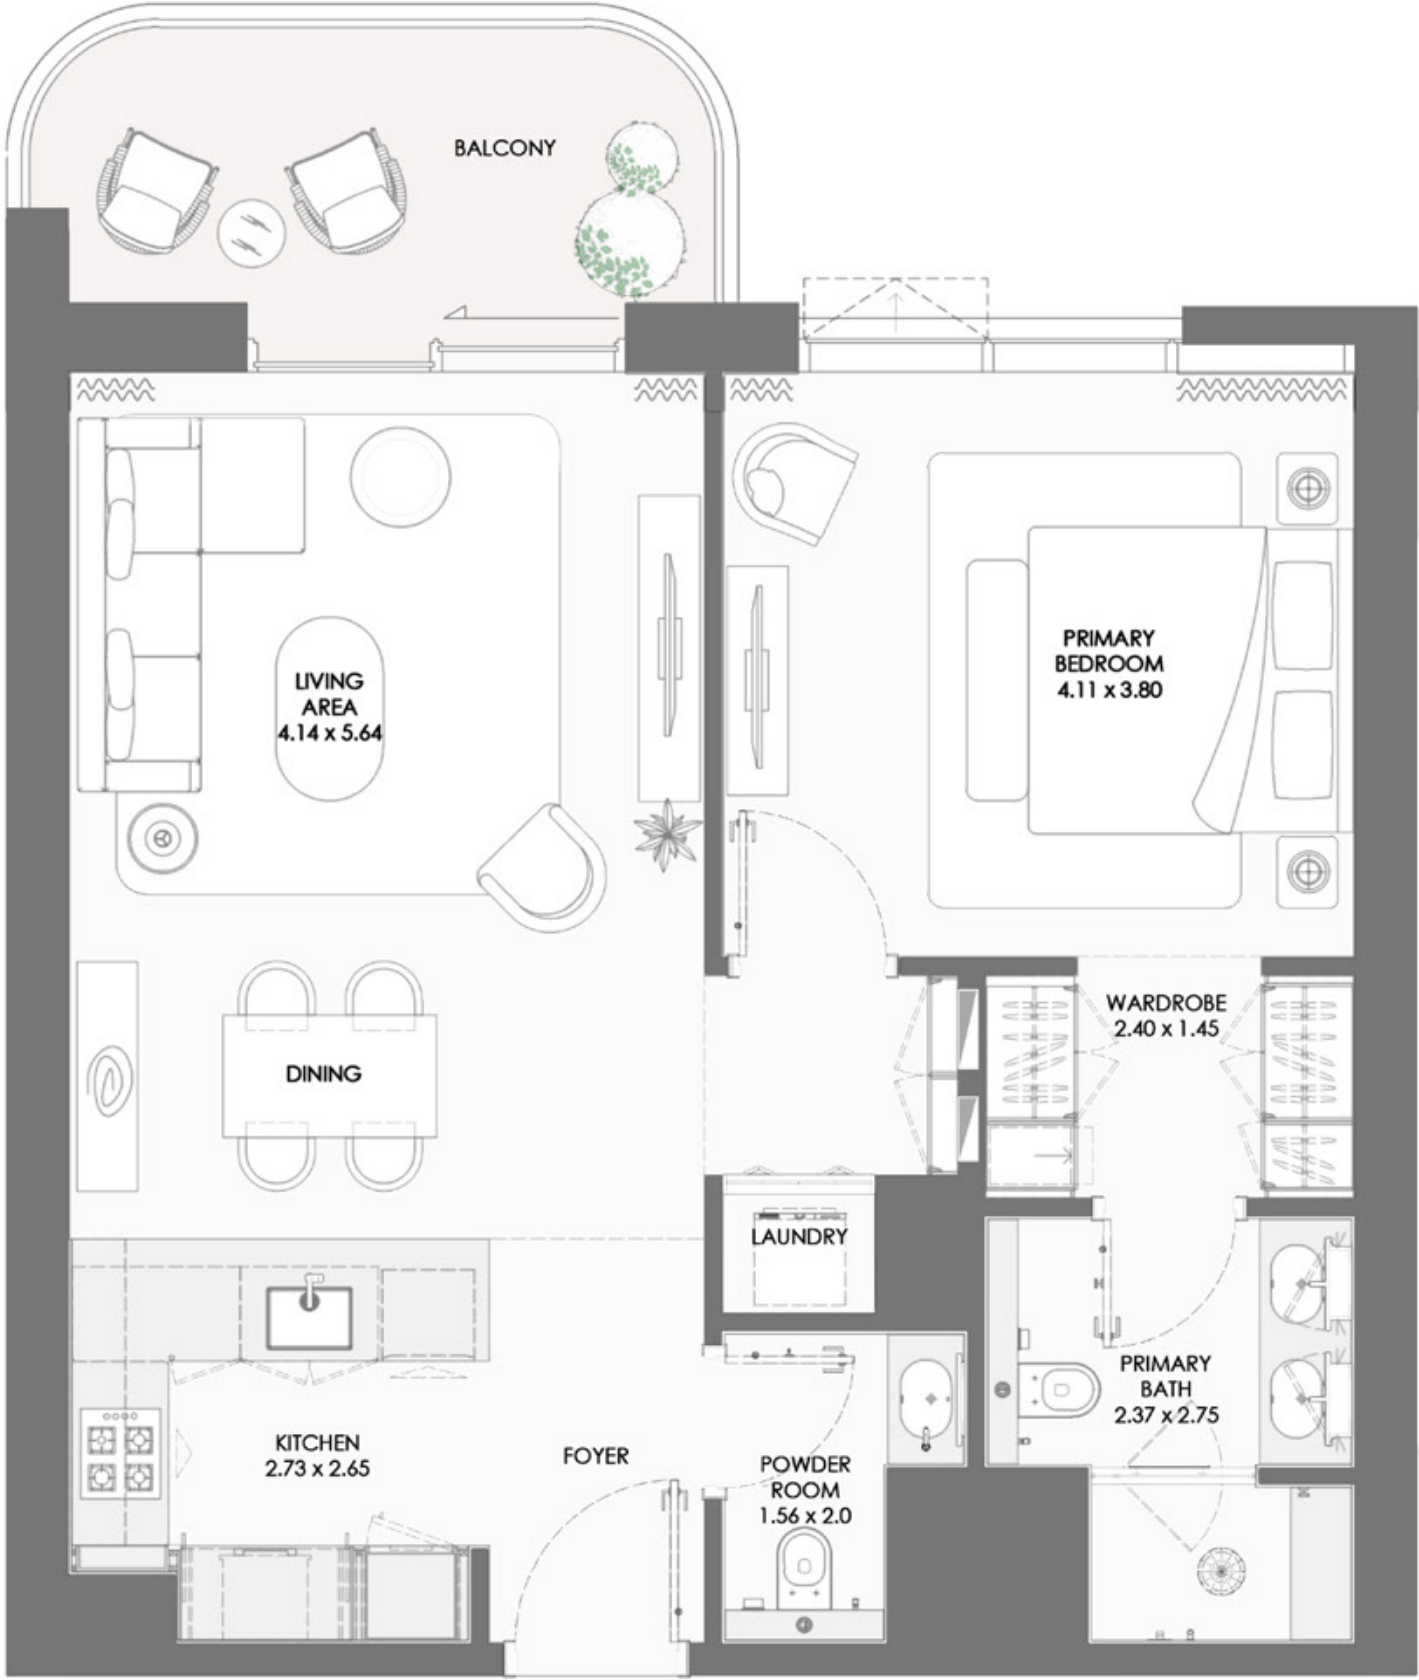 BALCONY
LIVING
AREA
4.14 x 5.64
PRIMARY
BEDROOM
4.11 x 3.80
DINING
WARDROBE
2.40 x 1.45
LAUNDRY
KITCHEN
2.73 x 2.65
FOYER
POWDER
ROOM
1.56 x 2.0
PRIMARY
BATH
2.37 x 2.75